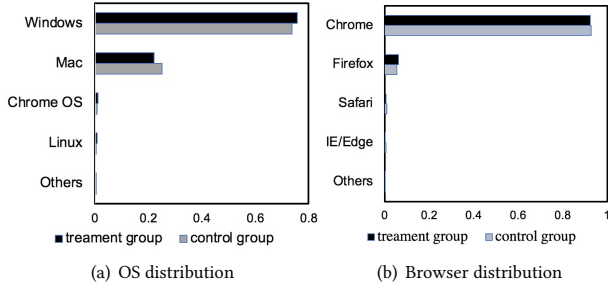 Windows
Mac
Chrome OS
Linux
Others
0 0.2 0.4 0.6 0.8
treament group control group
(a) OS distribution
Chrome
Firefox
Safari
IE/Edge
Others
0 0.2 0.4 0.6 0.8 1
treament group control group
(b) Browser distribution